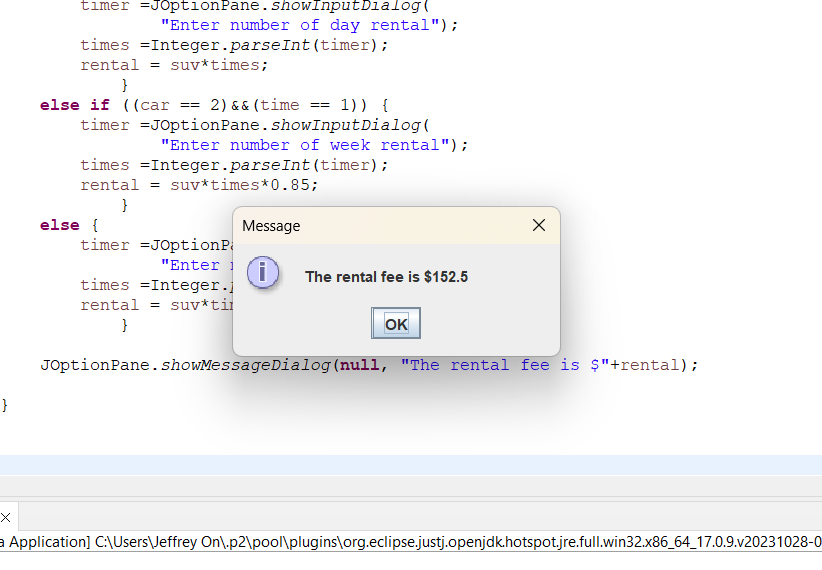 timer =JOptionPane.showInputDialog(
"Enter number of day rental");
times =Integer.parseInt(timer);
rental = suv*times;
}
else if ((car == 2)&&(time == 1)) {
timer =JOptionPane.showInputDialog(
"Enter number of week rental");
times =Integer.parseInt(timer);
rental = suv*times*0.85;
}
else {
timer =JOptionPa
"Enter
times =Integer.
rental = suv*ti
}
Message
The rental fee is $152.5
OK
JOptionPane.showMessageDialog(null, "The rental fee is $"+rental);
}
a Application] C:\Users\Jeffrey On\.p2\pool\plugins\org.eclipse.justj.openjdk.hotspot.jre.full.win32.x86_64_17.0.9.v20231028-0